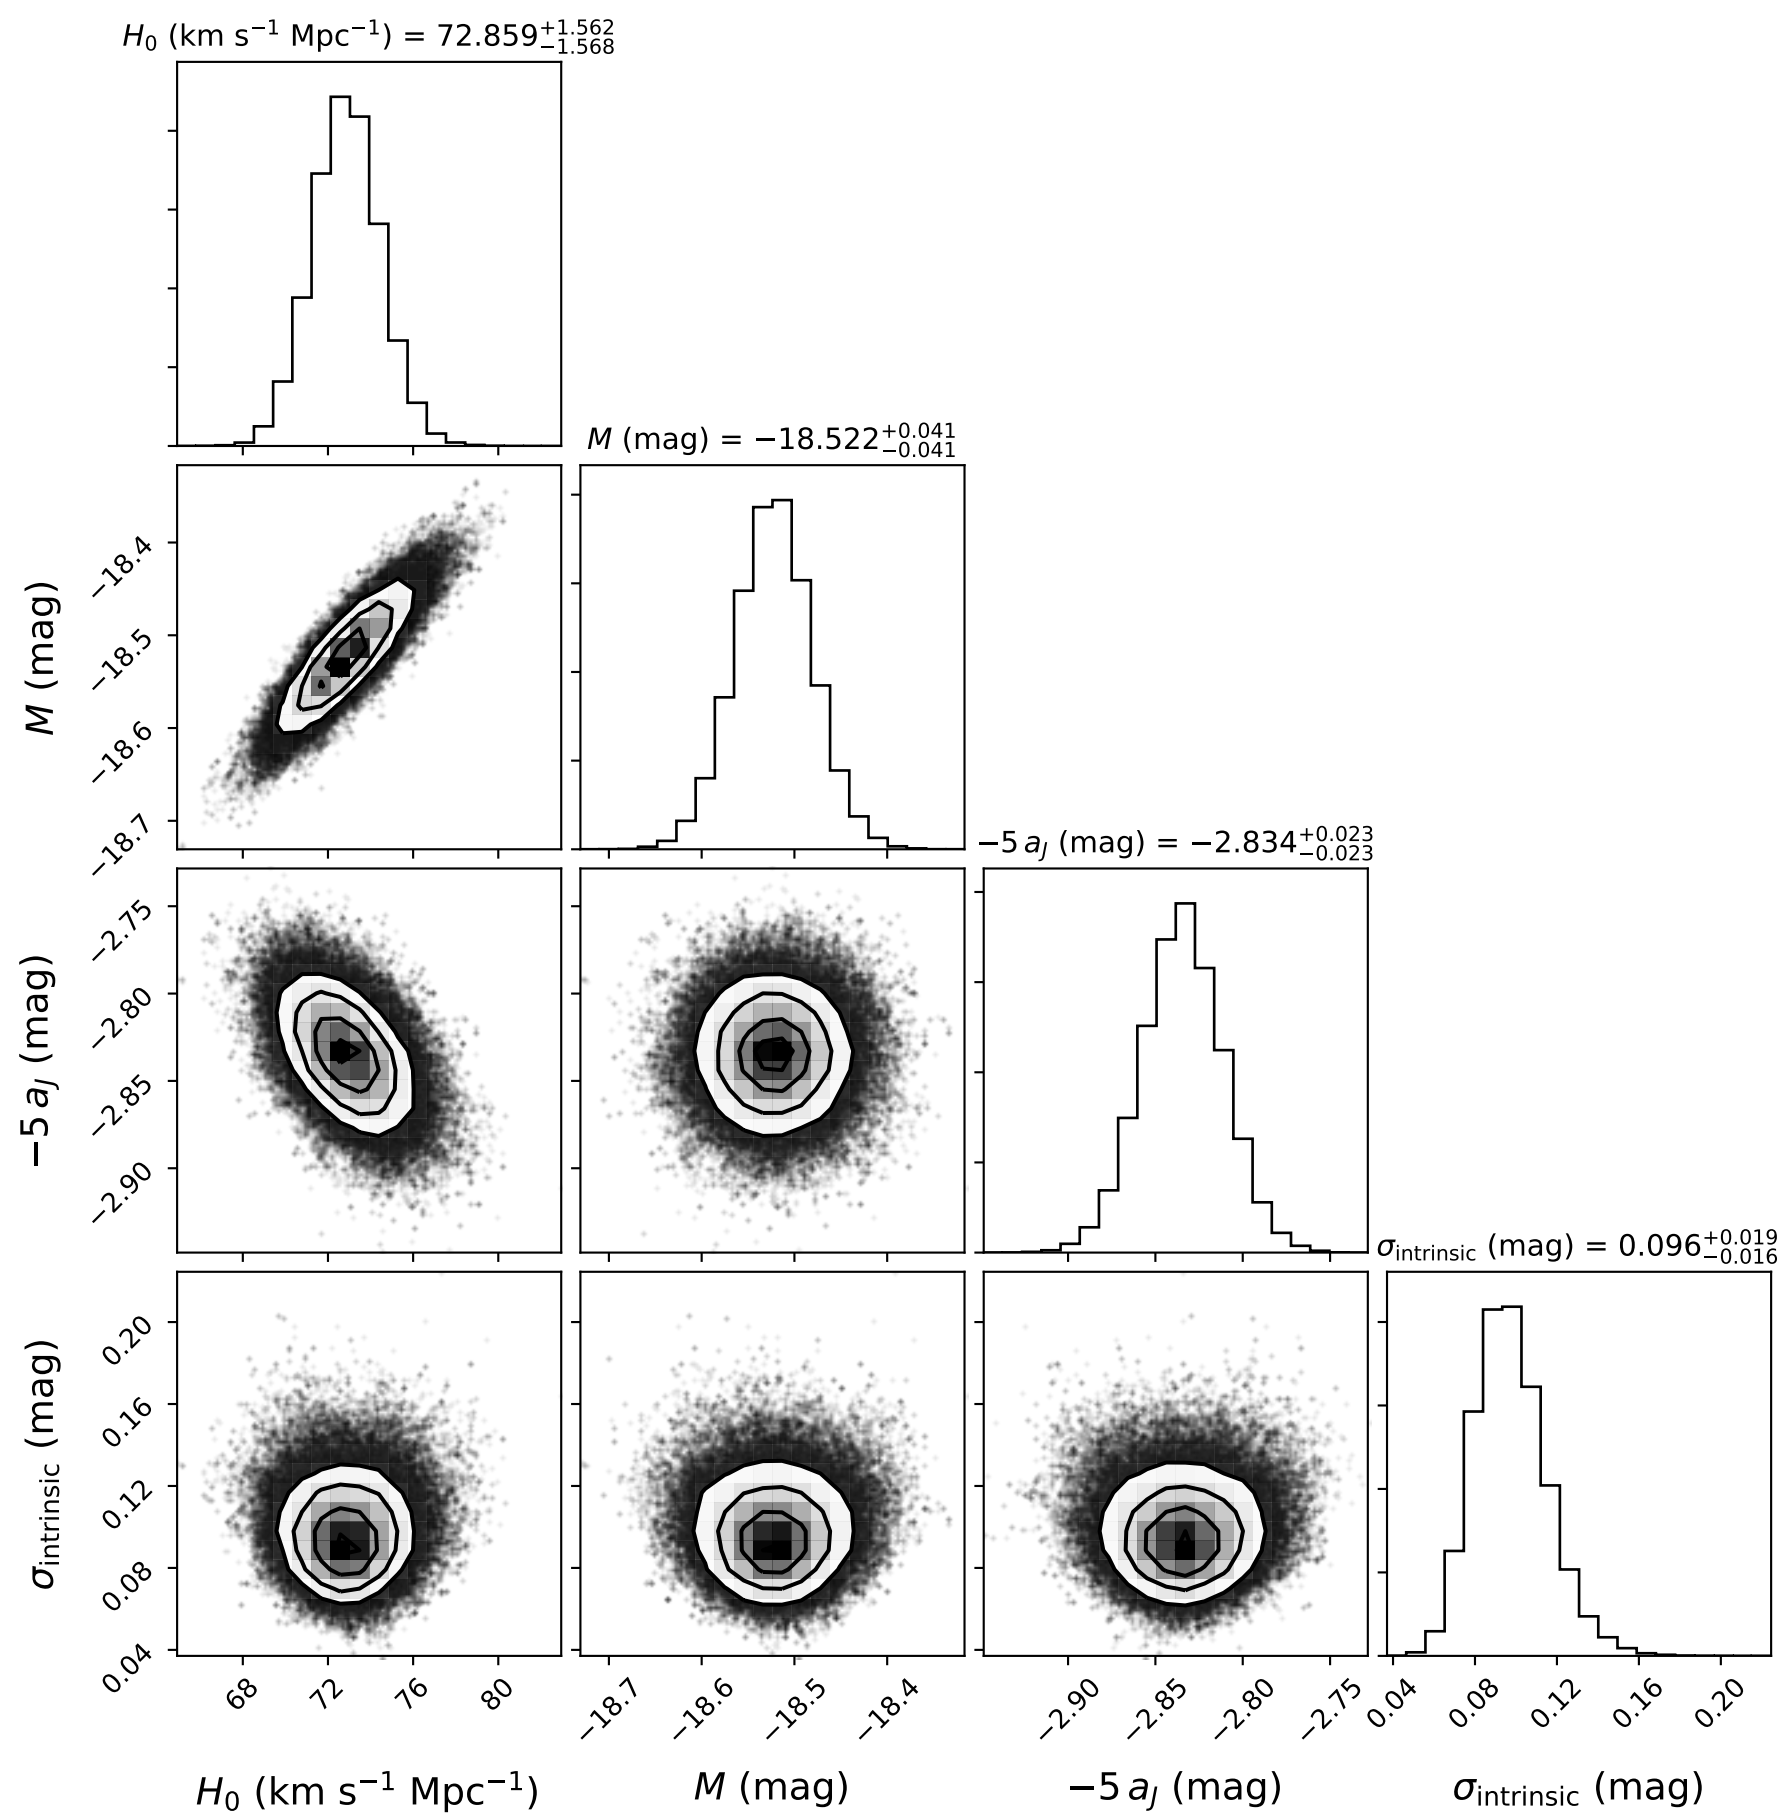 H₀ (km s⁻¹ Mpc⁻¹) = 72.859⁺¹·⁵⁶²₋₁.₅₆₈
M (mag) = −18.522⁺⁰·⁰⁴¹₋₀.₀₄₁
M (mag)
−18.4
−18.5
−18.6
−18.7
−5 a_J (mag) = −2.834⁺⁰·⁰²³₋₀.₀₂₃
−5 a_J (mag)
−2.75
−2.80
−2.85
−2.90
σ_intrinsic (mag) = 0.096⁺⁰·⁰¹⁹₋₀.₀₁₆
σ_intrinsic (mag)
0.20
0.16
0.12
0.08
0.04
68 72 76 80
−18.7 −18.6 −18.5 −18.4
−2.90 −2.85 −2.80 −2.75
0.04 0.08 0.12 0.16 0.20
H₀ (km s⁻¹ Mpc⁻¹)
M (mag)
−5 a_J (mag)
σ_intrinsic (mag)